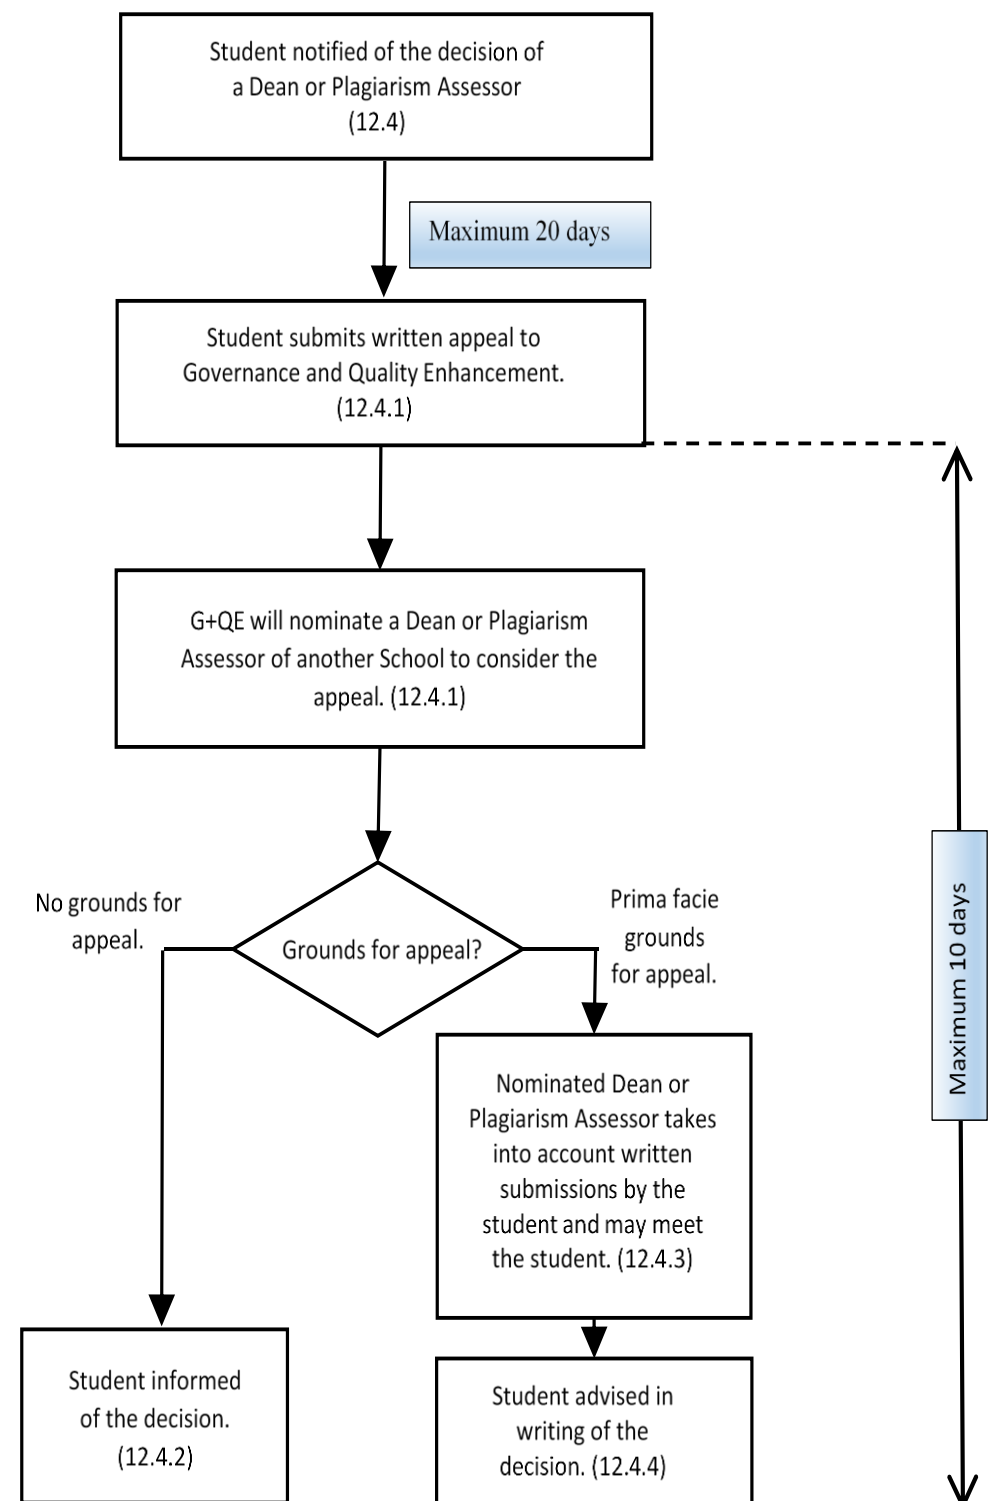 Student notified of the decision of
a Dean or Plagiarism Assessor
(12.4)
Maximum 20 days
Student submits written appeal to
Governance and Quality Enhancement.
(12.4.1)
G+QE will nominate a Dean or Plagiarism
Assessor of another School to consider the
appeal. (12.4.1)
No grounds for
appeal.
Grounds for appeal?
Prima facie
grounds
for appeal.
Maximum 10 days
Nominated Dean or
Plagiarism Assessor takes
into account written
submissions by the
student and may meet
the student. (12.4.3)
Student informed
of the decision.
(12.4.2)
Student advised in
writing of the
decision. (12.4.4)